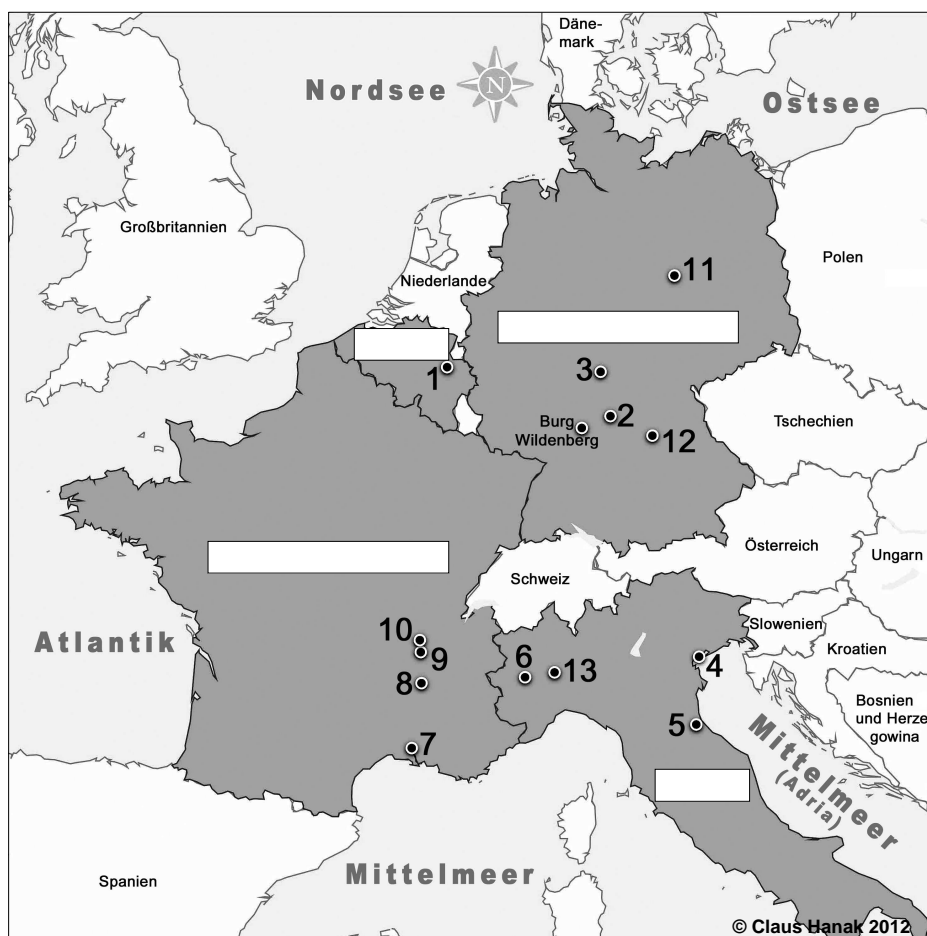 Däne-
mark
Nordsee
N
Ostsee
Großbritannien
Niederlande
Polen
11
1
3
2
Burg
Wildenberg
12
Tschechien
Österreich
Ungarn
Schweiz
Slowenien
Kroatien
Atlantik
10
9
8
6
13
4
5
7
Bosnien
und Herze
gowina
Mittelmeer
(Adria)
Mittelmeer
Spanien
© Claus Hanak 2012